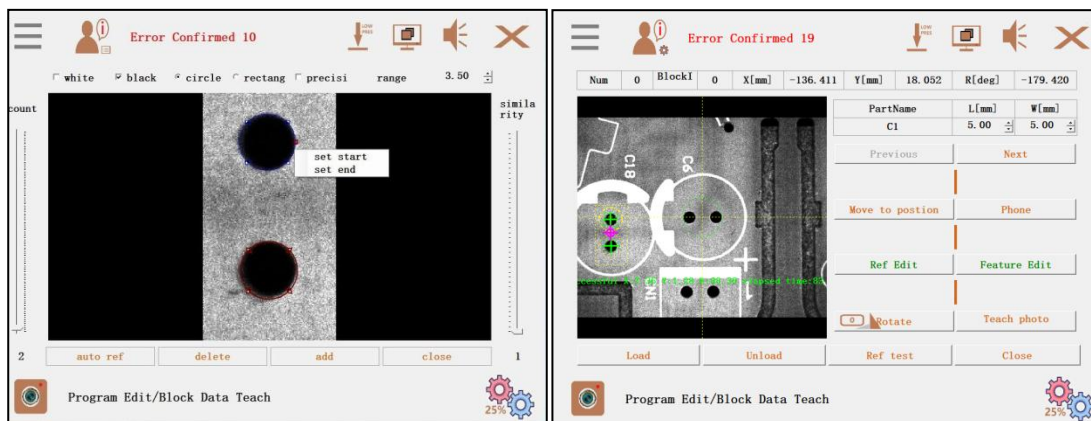 LOW
PRES
Error Confirmed 10
white black circle rectang precisi range 3.50
count
simila
rity
set start
set end
2 auto ref delete add close 1
Program Edit/Block Data Teach
25%
LOW
PRES
Error Confirmed 19
Num 0 BlockI 0 X[mm] -136.411 Y[mm] 18.052 R[deg] -179.420
PartName L[mm] W[mm]
C1 5.00 5.00
Previous Next
Move to postion Phone
Ref Edit Feature Edit
0 Rotate Teach photo
C18
C6
Load Unload Ref test Close
Program Edit/Block Data Teach
25%